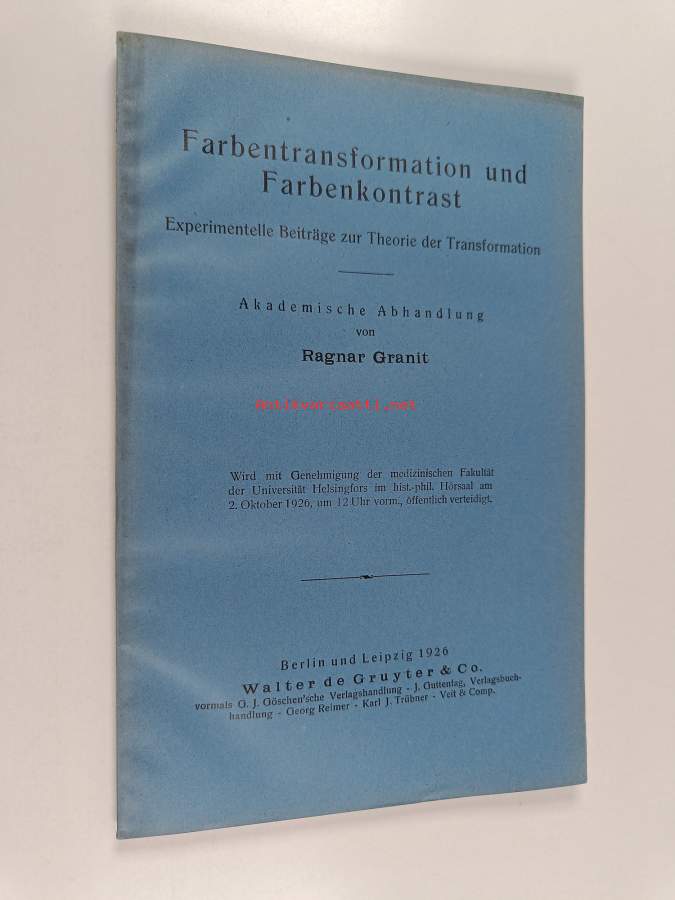 Farbentransformation und
Farbenkontrast
Experimentelle Beiträge zur Theorie der Transformation
Akademische Abhandlung
von
Ragnar Granit
Antikvariaatti.net
Wird mit Genehmigung der medizinischen Fakultät
der Universität Helsingfors im hist.-phil. Hörsaal am
2. Oktober 1926, um 12 Uhr vorm., öffentlich verteidigt.
Berlin und Leipzig 1926
Walter de Gruyter & Co.
vormals G. J. Göschen'sche Verlagshandlung - J. Guttentag, Verlagsbuch-
handlung - Georg Reimer - Karl J. Trübner - Veit & Comp.